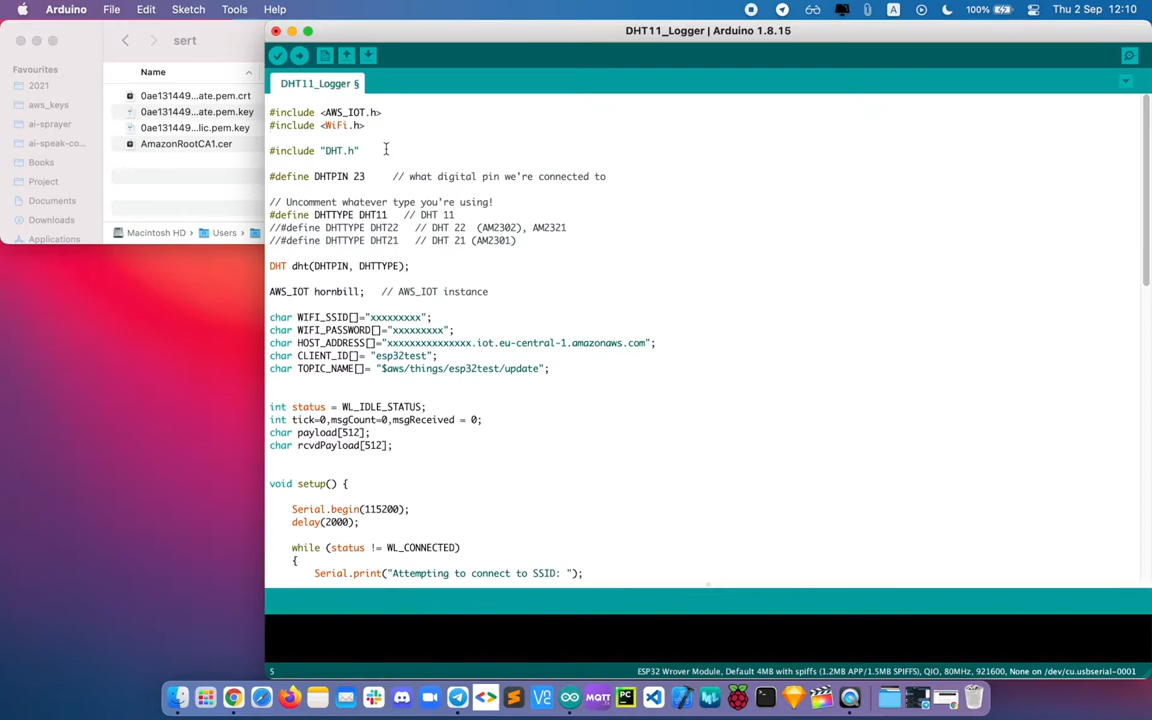 Arduino File Edit Sketch Tools Help
A 100% Thu 2 Sep 12:10
sert
Favourites
2021
aws_keys
ai-sprayer
ai-speak-co...
Books
Project
Documents
Downloads
Applications
Name
0ae131449...ate.pem.crt
0ae131449...ate.pem.key
0ae131449...lic.pem.key
AmazonRootCA1.cer
Macintosh HD › Users ›
DHT11_Logger | Arduino 1.8.15
DHT11_Logger §
#include <AWS_IOT.h>
#include <WiFi.h>
#include "DHT.h"
#define DHTPIN 23 // what digital pin we're connected to
// Uncomment whatever type you're using!
#define DHTTYPE DHT11 // DHT 11
//#define DHTTYPE DHT22 // DHT 22 (AM2302), AM2321
//#define DHTTYPE DHT21 // DHT 21 (AM2301)
DHT dht(DHTPIN, DHTTYPE);
AWS_IOT hornbill; // AWS_IOT instance
char WIFI_SSID[]="xxxxxxxxx";
char WIFI_PASSWORD[]="xxxxxxxxx";
char HOST_ADDRESS[]="xxxxxxxxxxxxxxx.iot.eu-central-1.amazonaws.com";
char CLIENT_ID[]= "esp32test";
char TOPIC_NAME[]= "$aws/things/esp32test/update";
int status = WL_IDLE_STATUS;
int tick=0,msgCount=0,msgReceived = 0;
char payload[512];
char rcvdPayload[512];
void setup() {
Serial.begin(115200);
delay(2000);
while (status != WL_CONNECTED)
{
Serial.print("Attempting to connect to SSID: ");
5
ESP32 Wrover Module, Default 4MB with spiffs (1.2MB APP/1.5MB SPIFFS), QIO, 80MHz, 921600, None on /dev/cu.usbserial-0001
MQTT
PC